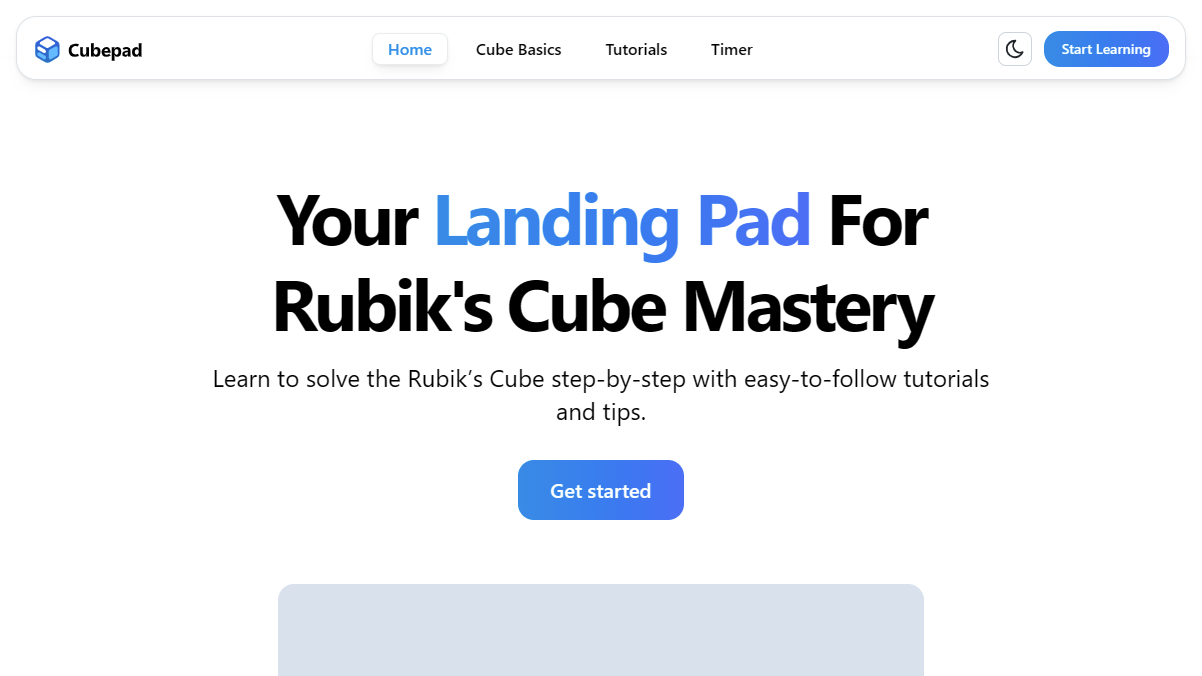 Cubepad
Home
Cube Basics
Tutorials
Timer
Start Learning
Your Landing Pad For
Rubik's Cube Mastery
Learn to solve the Rubik’s Cube step-by-step with easy-to-follow tutorials
and tips.
Get started